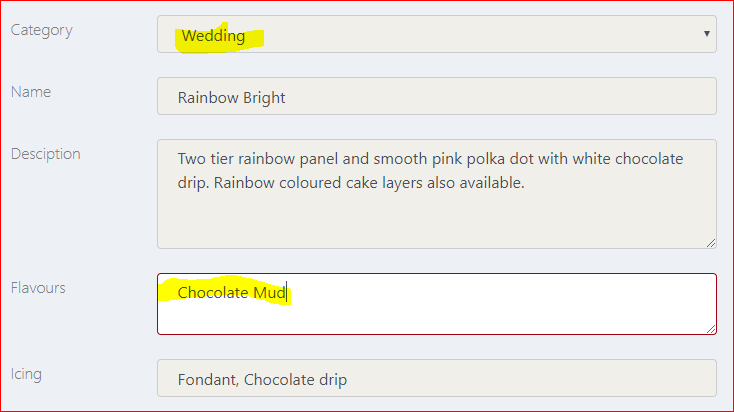 Category
Wedding
Name
Rainbow Bright
Desciption
Two tier rainbow panel and smooth pink polka dot with white chocolate
drip. Rainbow coloured cake layers also available.
Flavours
Chocolate Mud
Icing
Fondant, Chocolate drip